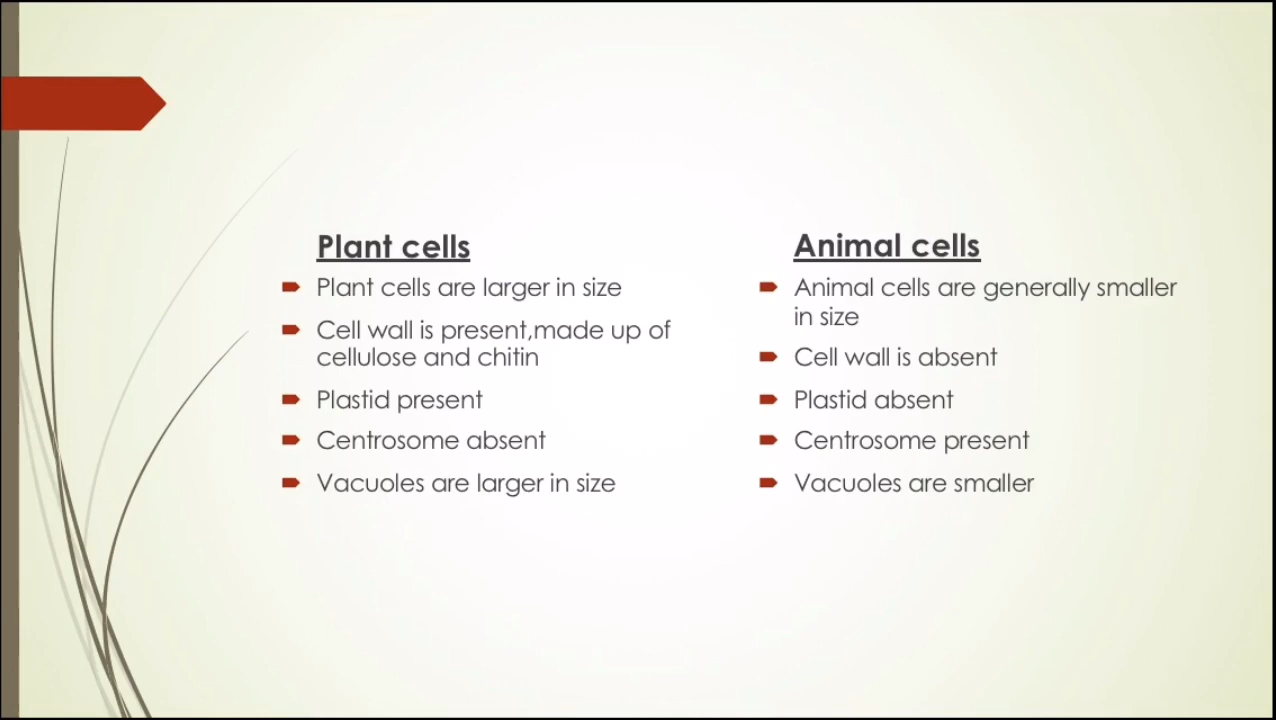 Plant cells
Plant cells are larger in size
Cell wall is present,made up of
cellulose and chitin
Plastid present
Centrosome absent
Vacuoles are larger in size
Animal cells
Animal cells are generally smaller
in size
Cell wall is absent
Plastid absent
Centrosome present
Vacuoles are smaller